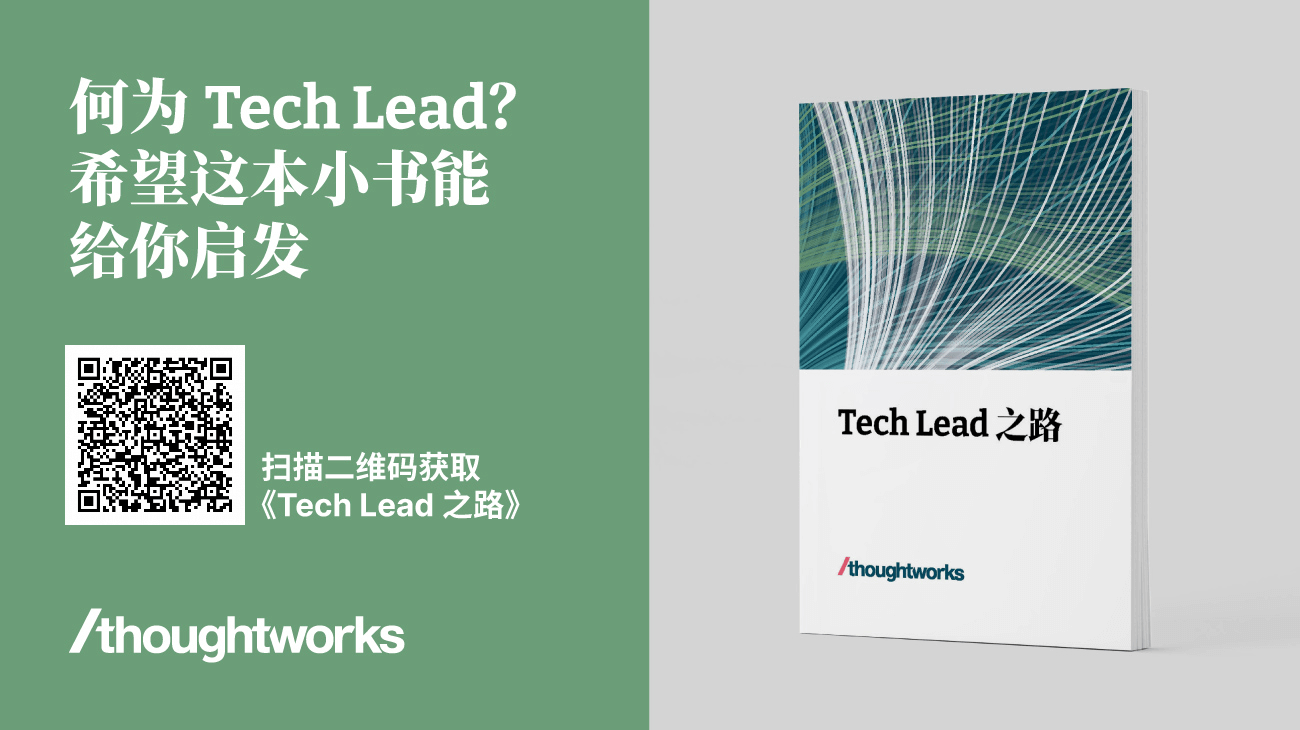 何为 Tech Lead?
希望这本小书能
给你启发
扫描二维码获取
《Tech Lead 之路》
/thoughtworks
Tech Lead 之路
/thoughtworks